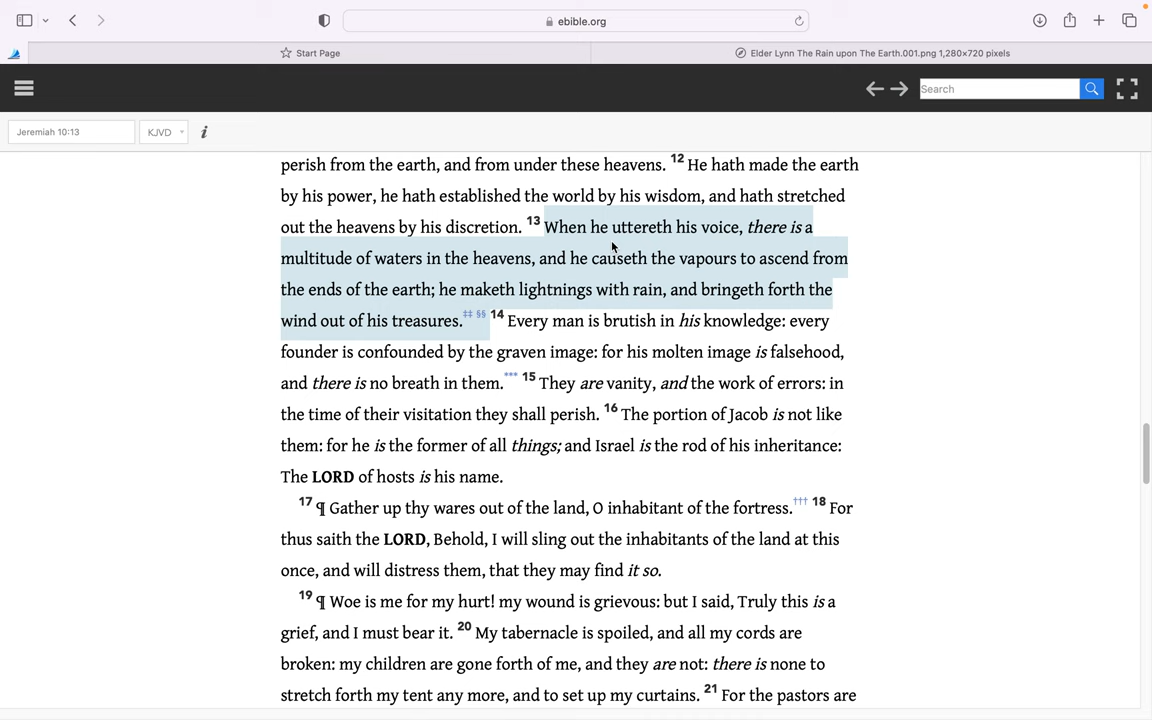 ebible.org
Start Page
Elder Lynn The Rain upon The Earth.001.png 1,280×720 pixels
Search
Jeremiah 10:13
KJVD
i
perish from the earth, and from under these heavens. 12 He hath made the earth
by his power, he hath established the world by his wisdom, and hath stretched
out the heavens by his discretion. 13 When he uttereth his voice, there is a
multitude of waters in the heavens, and he causeth the vapours to ascend from
the ends of the earth; he maketh lightnings with rain, and bringeth forth the
wind out of his treasures.‡‡ §§ 14 Every man is brutish in his knowledge: every
founder is confounded by the graven image: for his molten image is falsehood,
and there is no breath in them.*** 15 They are vanity, and the work of errors: in
the time of their visitation they shall perish. 16 The portion of Jacob is not like
them: for he is the former of all things; and Israel is the rod of his inheritance:
The LORD of hosts is his name.
17 ¶ Gather up thy wares out of the land, O inhabitant of the fortress.††† 18 For
thus saith the LORD, Behold, I will sling out the inhabitants of the land at this
once, and will distress them, that they may find it so.
19 ¶ Woe is me for my hurt! my wound is grievous: but I said, Truly this is a
grief, and I must bear it. 20 My tabernacle is spoiled, and all my cords are
broken: my children are gone forth of me, and they are not: there is none to
stretch forth my tent any more, and to set up my curtains. 21 For the pastors are